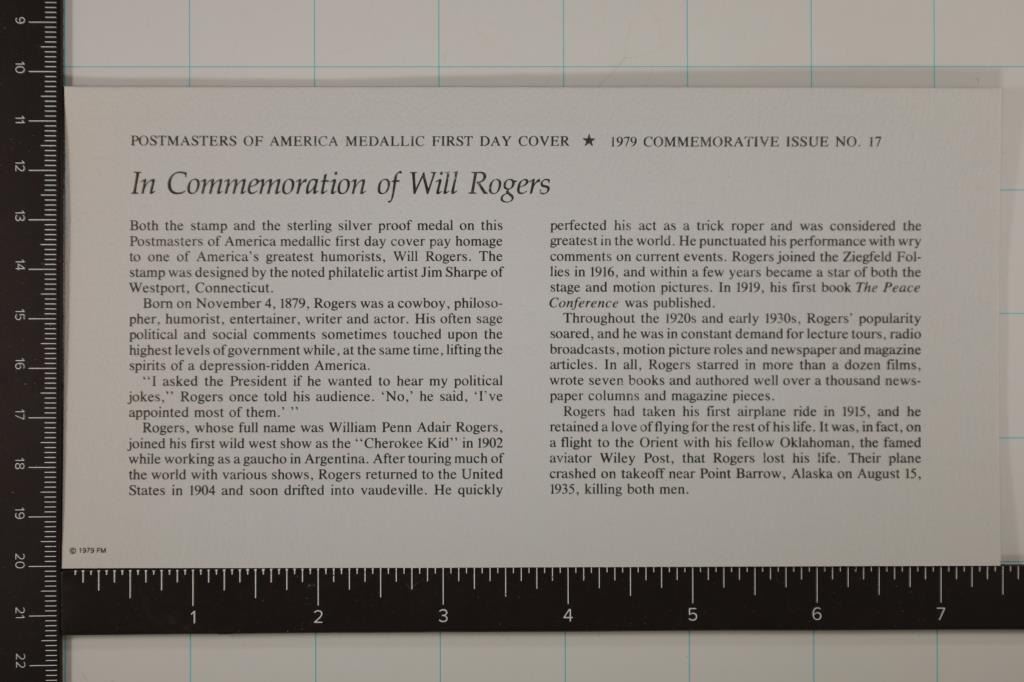 POSTMASTERS OF AMERICA MEDALLIC FIRST DAY COVER ★ 1979 COMMEMORATIVE ISSUE NO. 17
In Commemoration of Will Rogers
Both the stamp and the sterling silver proof medal on this
Postmasters of America medallic first day cover pay homage
to one of America's greatest humorists, Will Rogers. The
stamp was designed by the noted philatelic artist Jim Sharpe of
Westport, Connecticut.
Born on November 4, 1879, Rogers was a cowboy, philoso-
pher, humorist, entertainer, writer and actor. His often sage
political and social comments sometimes touched upon the
highest levels of government while, at the same time, lifting the
spirits of a depression-ridden America.
"I asked the President if he wanted to hear my political
jokes," Rogers once told his audience. 'No,' he said, 'I've
appointed most of them.' "
Rogers, whose full name was William Penn Adair Rogers,
joined his first wild west show as the "Cherokee Kid" in 1902
while working as a gaucho in Argentina. After touring much of
the world with various shows, Rogers returned to the United
States in 1904 and soon drifted into vaudeville. He quickly
perfected his act as a trick roper and was considered the
greatest in the world. He punctuated his performance with wry
comments on current events. Rogers joined the Ziegfeld Fol-
lies in 1916, and within a few years became a star of both the
stage and motion pictures. In 1919, his first book The Peace
Conference was published.
Throughout the 1920s and early 1930s, Rogers' popularity
soared, and he was in constant demand for lecture tours, radio
broadcasts, motion picture roles and newspaper and magazine
articles. In all, Rogers starred in more than a dozen films,
wrote seven books and authored well over a thousand news-
paper columns and magazine pieces.
Rogers had taken his first airplane ride in 1915, and he
retained a love of flying for the rest of his life. It was, in fact, on
a flight to the Orient with his fellow Oklahoman, the famed
aviator Wiley Post, that Rogers lost his life. Their plane
crashed on takeoff near Point Barrow, Alaska on August 15,
1935, killing both men.
© 1979 FM
9
10
11
12
13
14
15
16
17
18
19
20
21
22
1 2 3 4 5 6 7